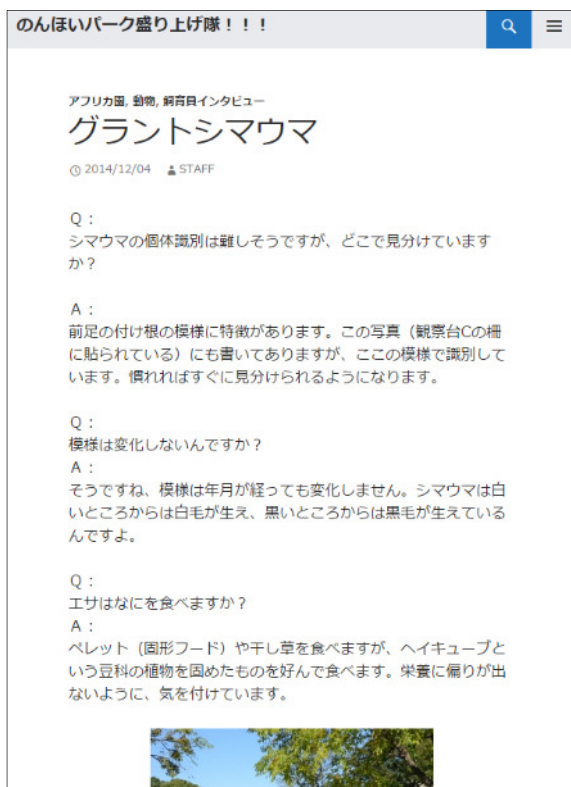 のんほいパーク盛り上げ隊！！！
アフリカ園, 動物, 飼育員インタビュー
グラントシマウマ
2014/12/04 STAFF
Q：
シマウマの個体識別は難しそうですが、どこで見分けています
か？
A：
前足の付け根の模様に特徴があります。この写真（観察台Cの柵
に貼られている）にも書いてありますが、ここの模様で識別して
います。慣れればすぐに見分けられるようになります。
Q：
模様は変化しないんですか？
A：
そうですね、模様は年月が経っても変化しません。シマウマは白
いところからは白毛が生え、黒いところからは黒毛が生えている
んですよ。
Q：
エサはなにを食べますか？
A：
ペレット（固形フード）や干し草を食べますが、ヘイキューブと
いう豆科の植物を固めたものを好んで食べます。栄養に偏りが出
ないように、気を付けています。